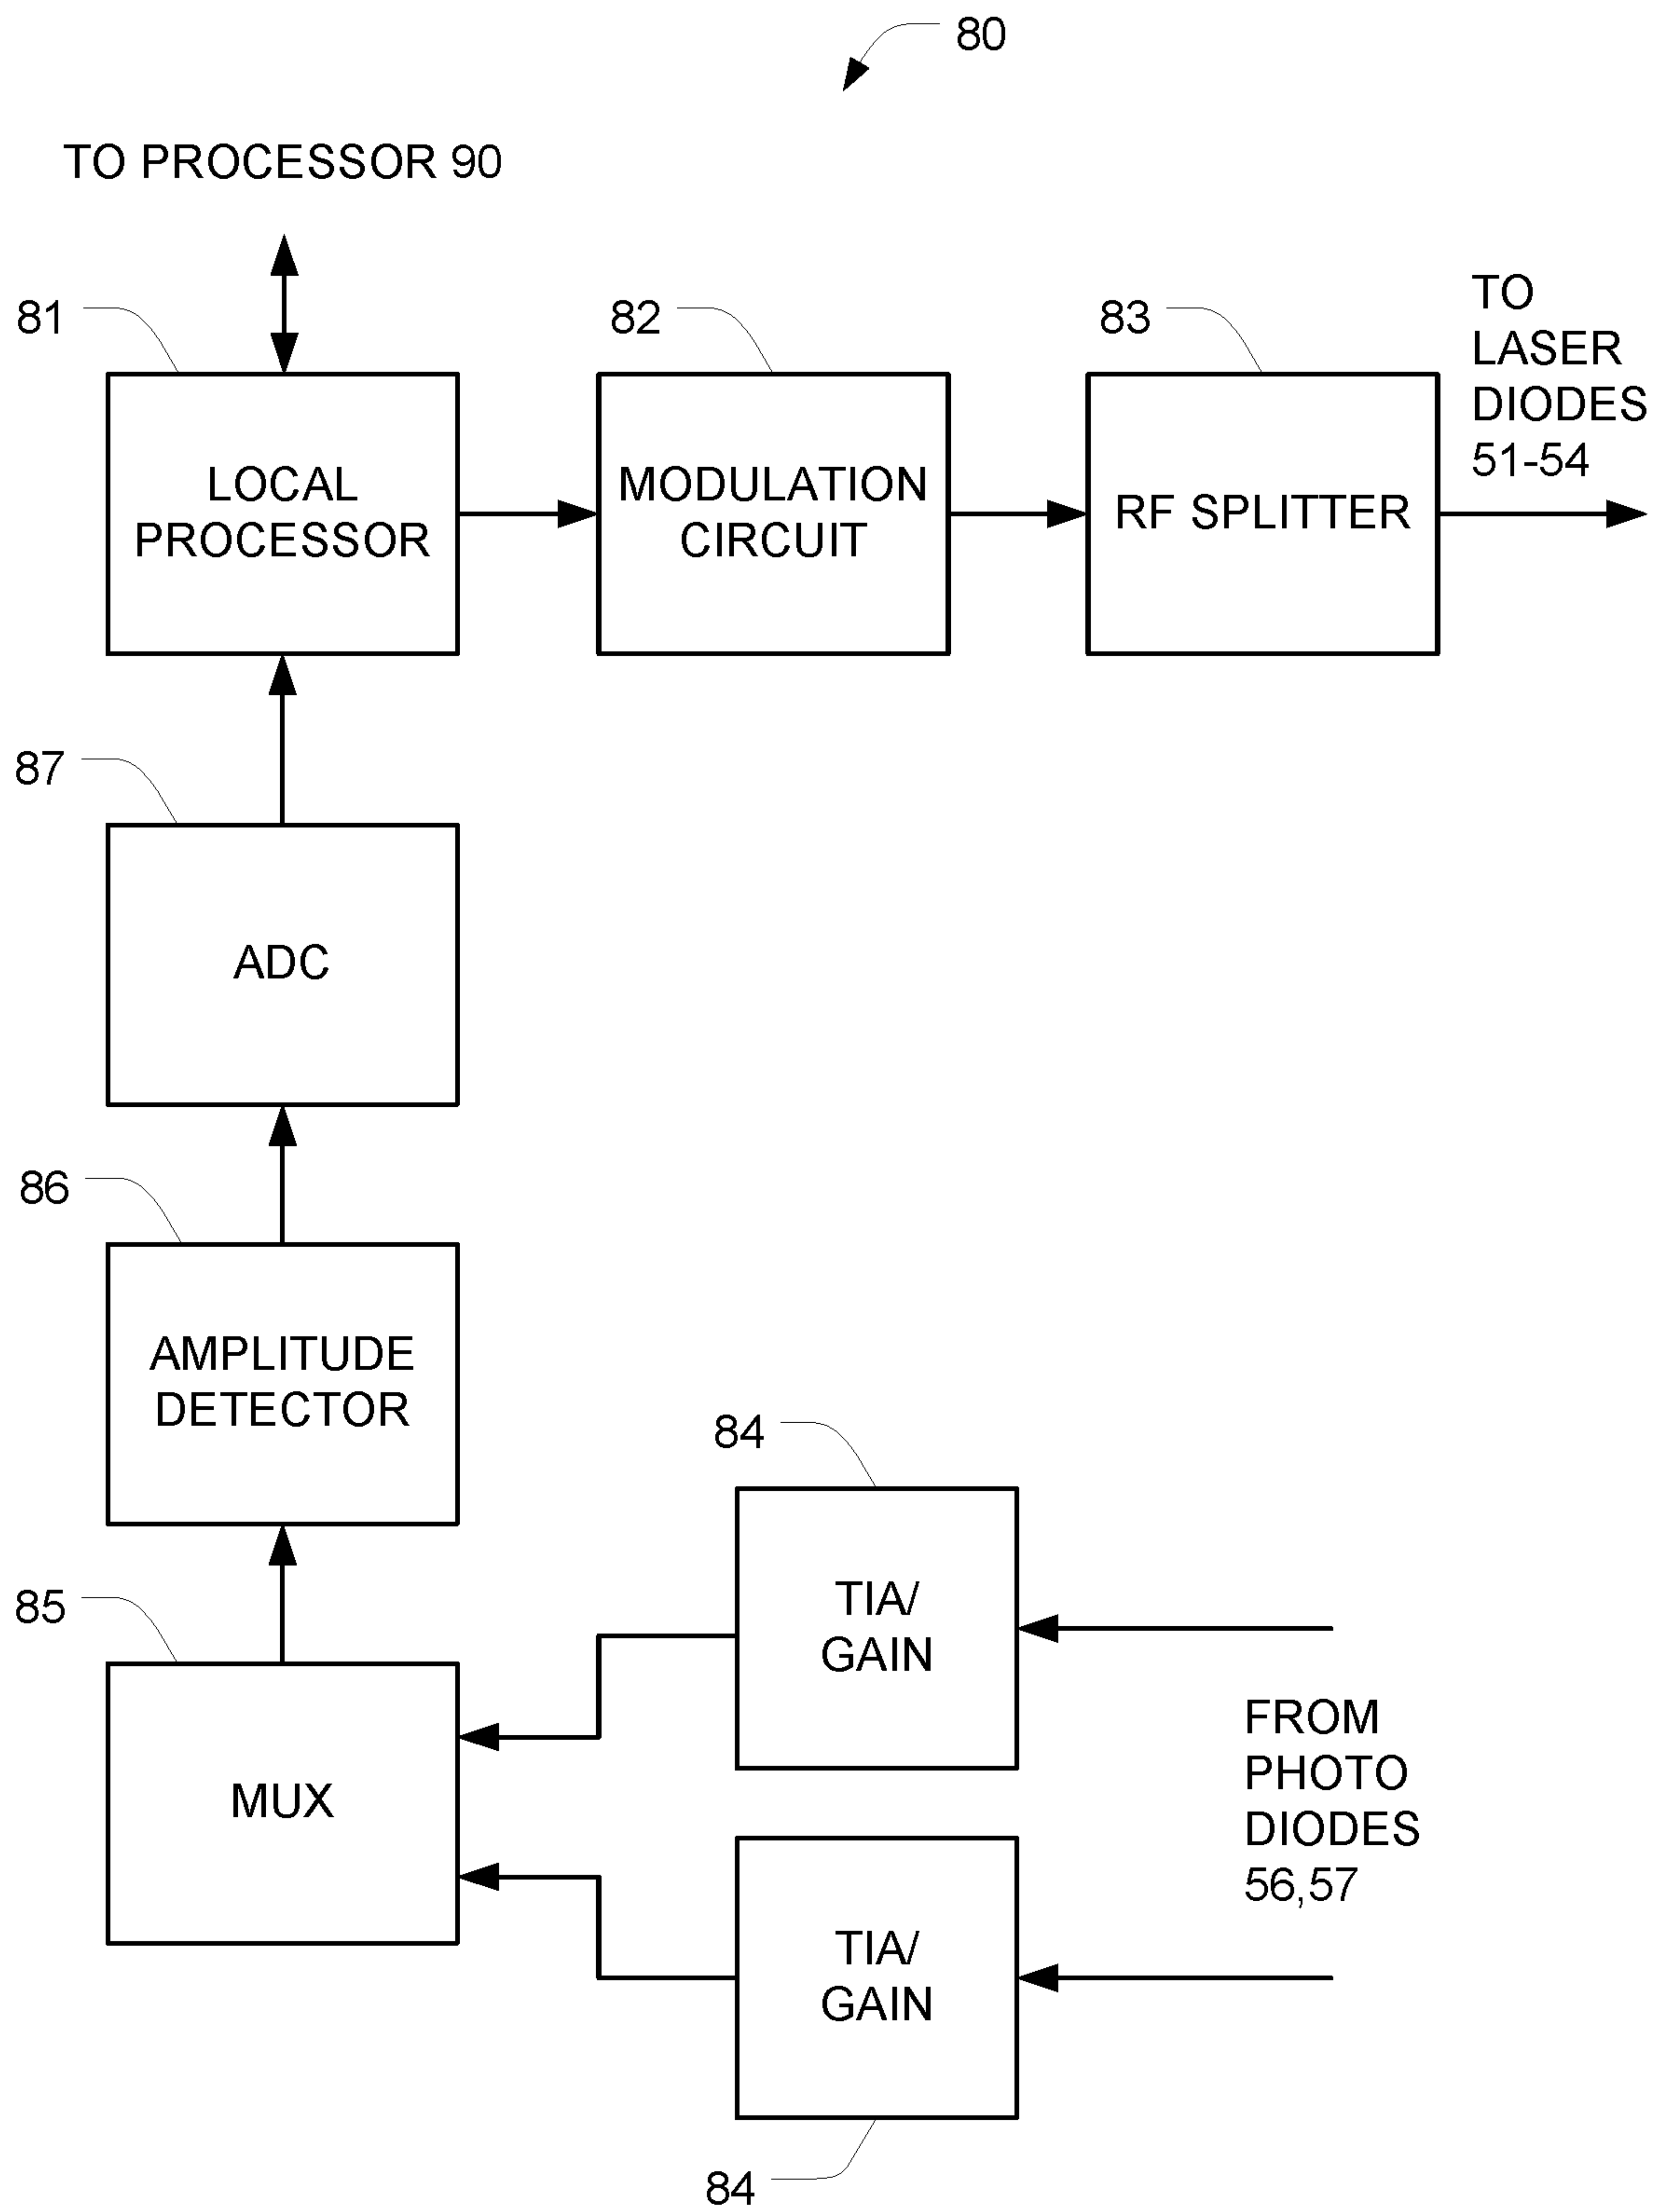 80
TO PROCESSOR 90
81
82
83
TO
LASER
DIODES
51-54
LOCAL
PROCESSOR
MODULATION
CIRCUIT
RF SPLITTER
87
ADC
86
AMPLITUDE
DETECTOR
84
TIA/
GAIN
85
MUX
FROM
PHOTO
DIODES
56,57
TIA/
GAIN
84